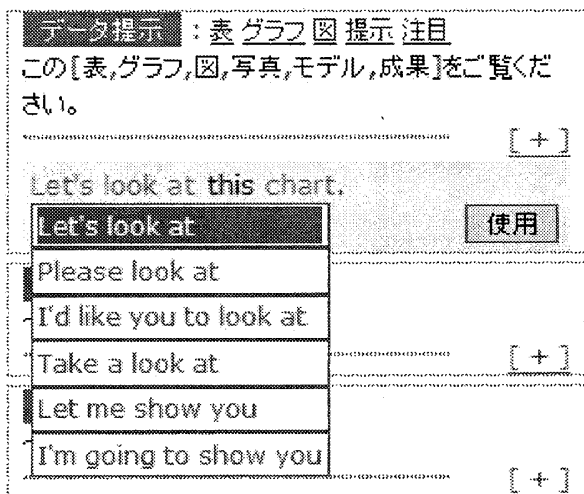 データ提示 : 表 グラフ 図 提示 注目
この[表,グラフ,図,写真,モデル,成果]をご覧くだ
さい。
[ + ]
Let's look at this chart.
Let's look at
使用
Please look at
I'd like you to look at
Take a look at
[ + ]
Let me show you
I'm going to show you
[ + ]